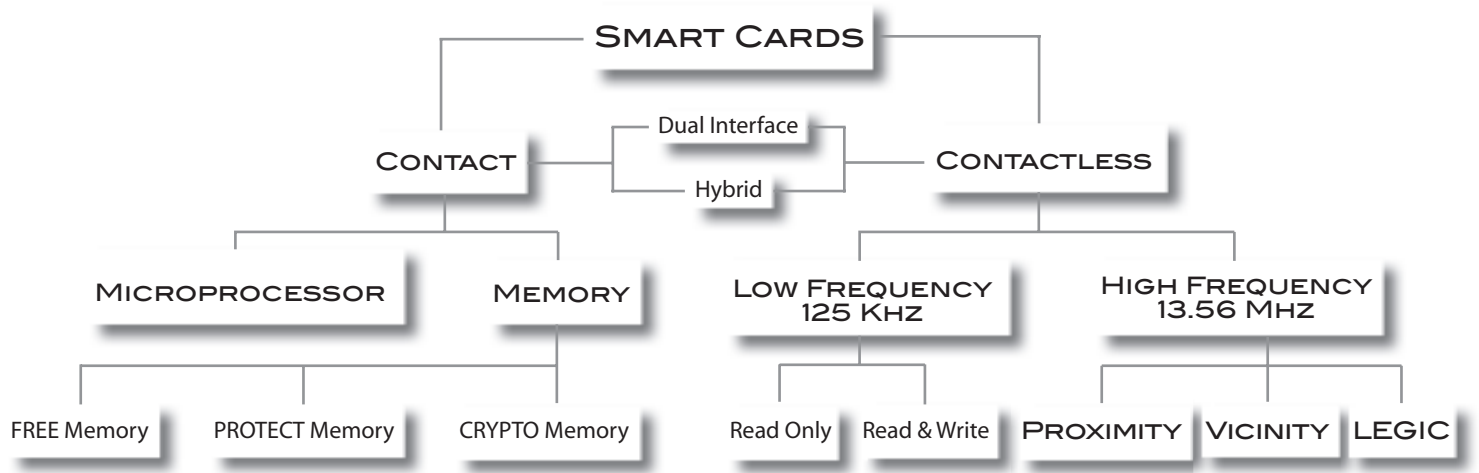 SMART CARDS
Dual Interface
CONTACT
CONTACTLESS
Hybrid
MICROPROCESSOR
MEMORY
LOW FREQUENCY
125 KHZ
HIGH FREQUENCY
13.56 MHZ
FREE Memory
PROTECT Memory
CRYPTO Memory
Read Only
Read & Write
PROXIMITY
VICINITY
LEGIC